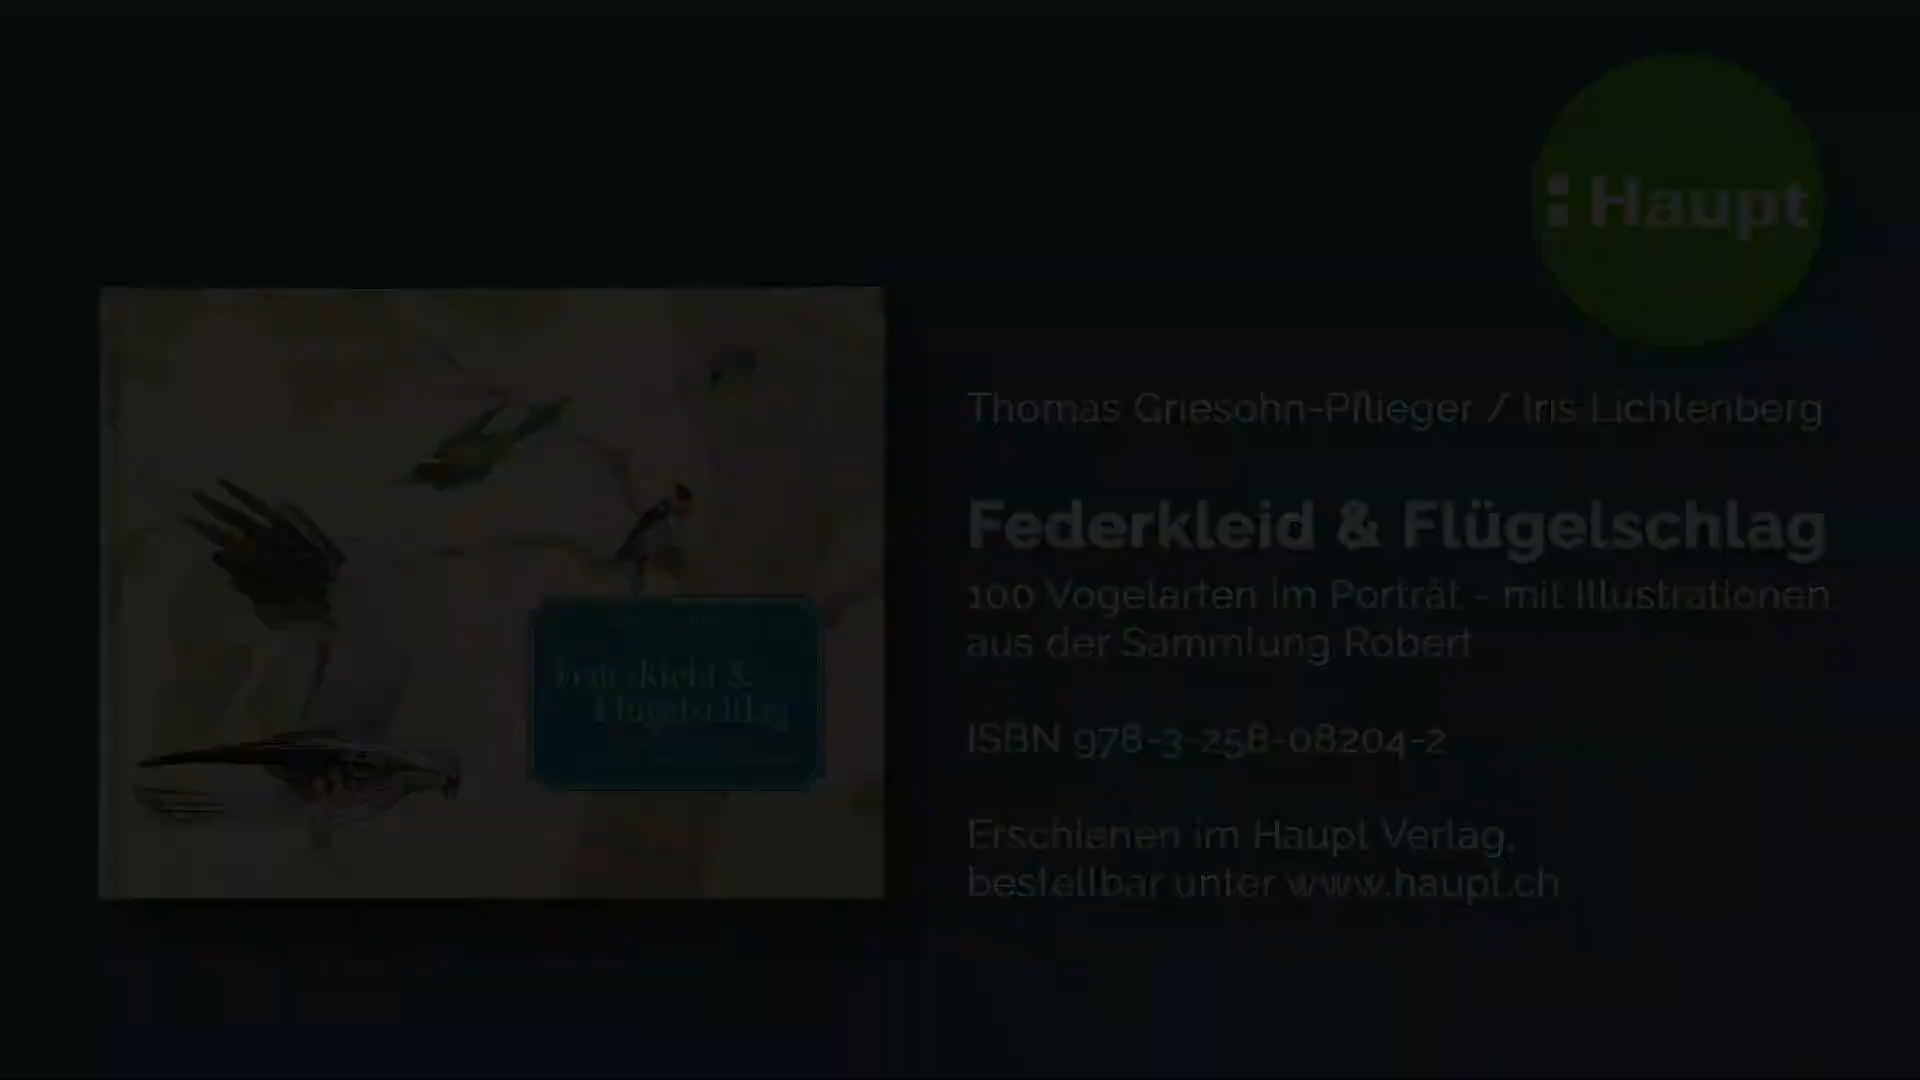 : Haupt
Thomas Griesohn-Pflieger / Iris Lichtenberg
Federkleid & Flügelschlag
100 Vogelarten im Porträt - mit Illustrationen
aus der Sammlung Robert
ISBN 978-3-258-08204-2
Erschienen im Haupt Verlag,
bestellbar unter www.haupt.ch
Federkleid &
Flügelschlag